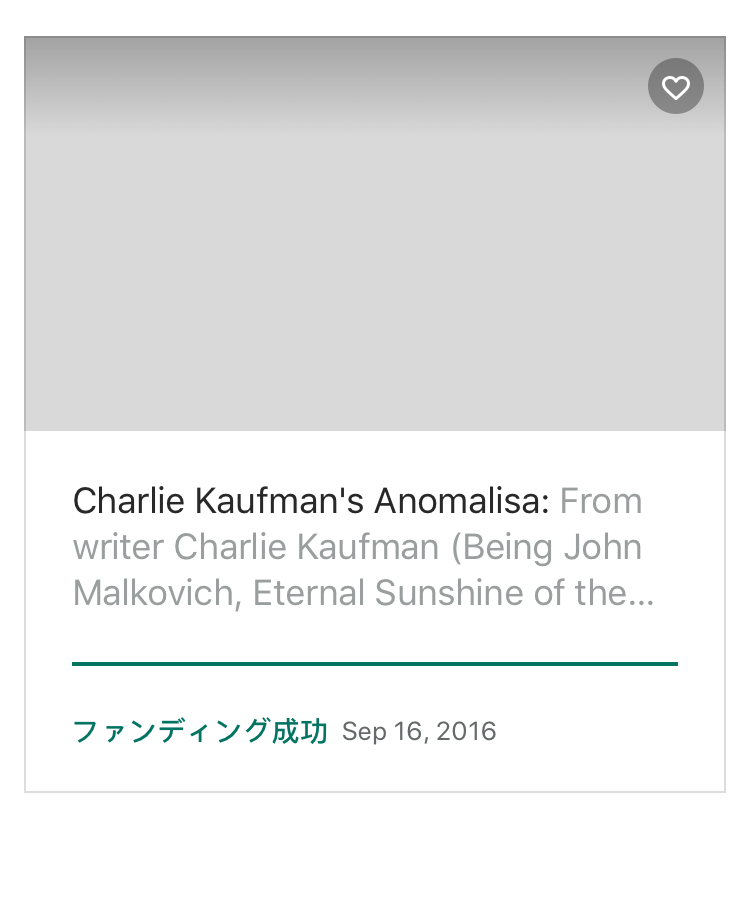 Charlie Kaufman's Anomalisa: From
writer Charlie Kaufman (Being John
Malkovich, Eternal Sunshine of the...
ファンディング成功 Sep 16, 2016